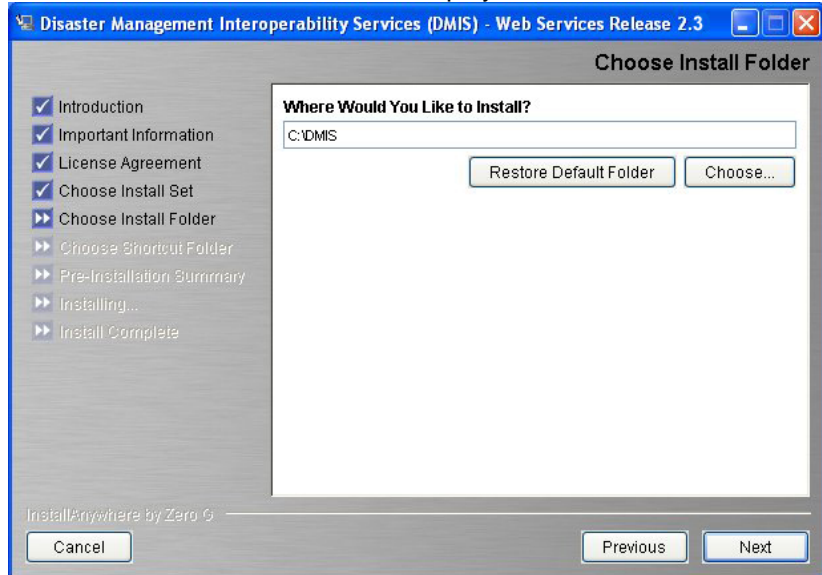 Disaster Management Interoperability Services (DMIS) - Web Services Release 2.3
Choose Install Folder
Introduction
Important Information
License Agreement
Choose Install Set
Choose Install Folder
Choose Shortcut Folder
Pre-Installation Summary
Installing...
Install Complete
Where Would You Like to Install?
C:\DMIS
Restore Default Folder
Choose...
InstallAnywhere by Zero G
Cancel
Previous
Next